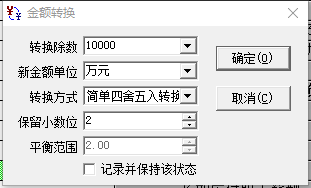 金额转换
转换除数 10000
新金额单位 万元
转换方式 简单四舍五入转换
保留小数位 2
平衡范围 2.00
记录并保持该状态
确定(O)
取消(C)